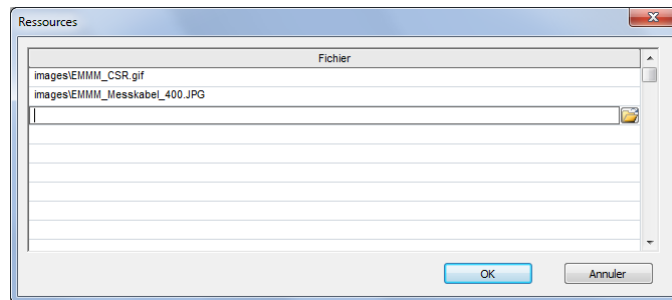 Ressources
Fichier
images\EMMM_CSR.gif
images\EMMM_Messkabel_400.JPG
OK
Annuler